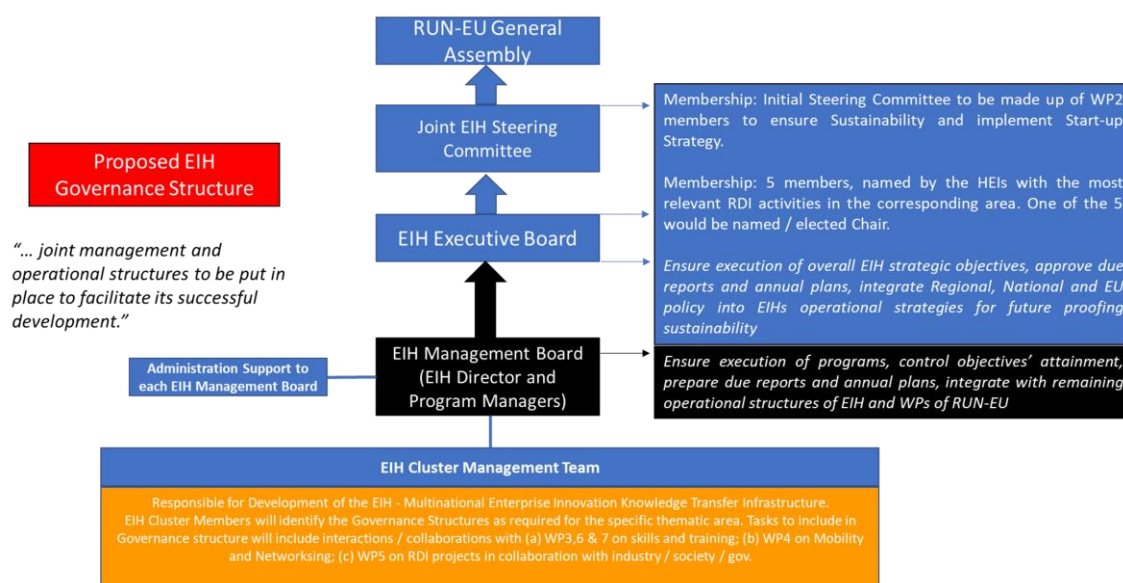 RUN-EU General
Assembly
Joint EIH Steering
Committee
EIH Executive Board
EIH Management Board
(EIH Director and
Program Managers)
Proposed EIH
Governance Structure
“… joint management and
operational structures to be put in
place to facilitate its successful
development.”
Administration Support to
each EIH Management Board
Membership: Initial Steering Committee to be made up of WP2
members to ensure Sustainability and implement Start-up
Strategy.
Membership: 5 members, named by the HEIs with the most
relevant RDI activities in the corresponding area. One of the 5
would be named / elected Chair.
Ensure execution of overall EIH strategic objectives, approve due
reports and annual plans, integrate Regional, National and EU
policy into EIHs operational strategies for future proofing
sustainability
Ensure execution of programs, control objectives’ attainment,
prepare due reports and annual plans, integrate with remaining
operational structures of EIH and WPs of RUN-EU
EIH Cluster Management Team
Responsible for Development of the EIH - Multinational Enterprise Innovation Knowledge Transfer Infrastructure.
EIH Cluster Members will identify the Governance Structures as required for the specific thematic area. Tasks to include in
Governance structure will include interactions / collaborations with (a) WP3,6 & 7 on skills and training; (b) WP4 on Mobility
and Networksing; (c) WP5 on RDI projects in collaboration with industry / society / gov.